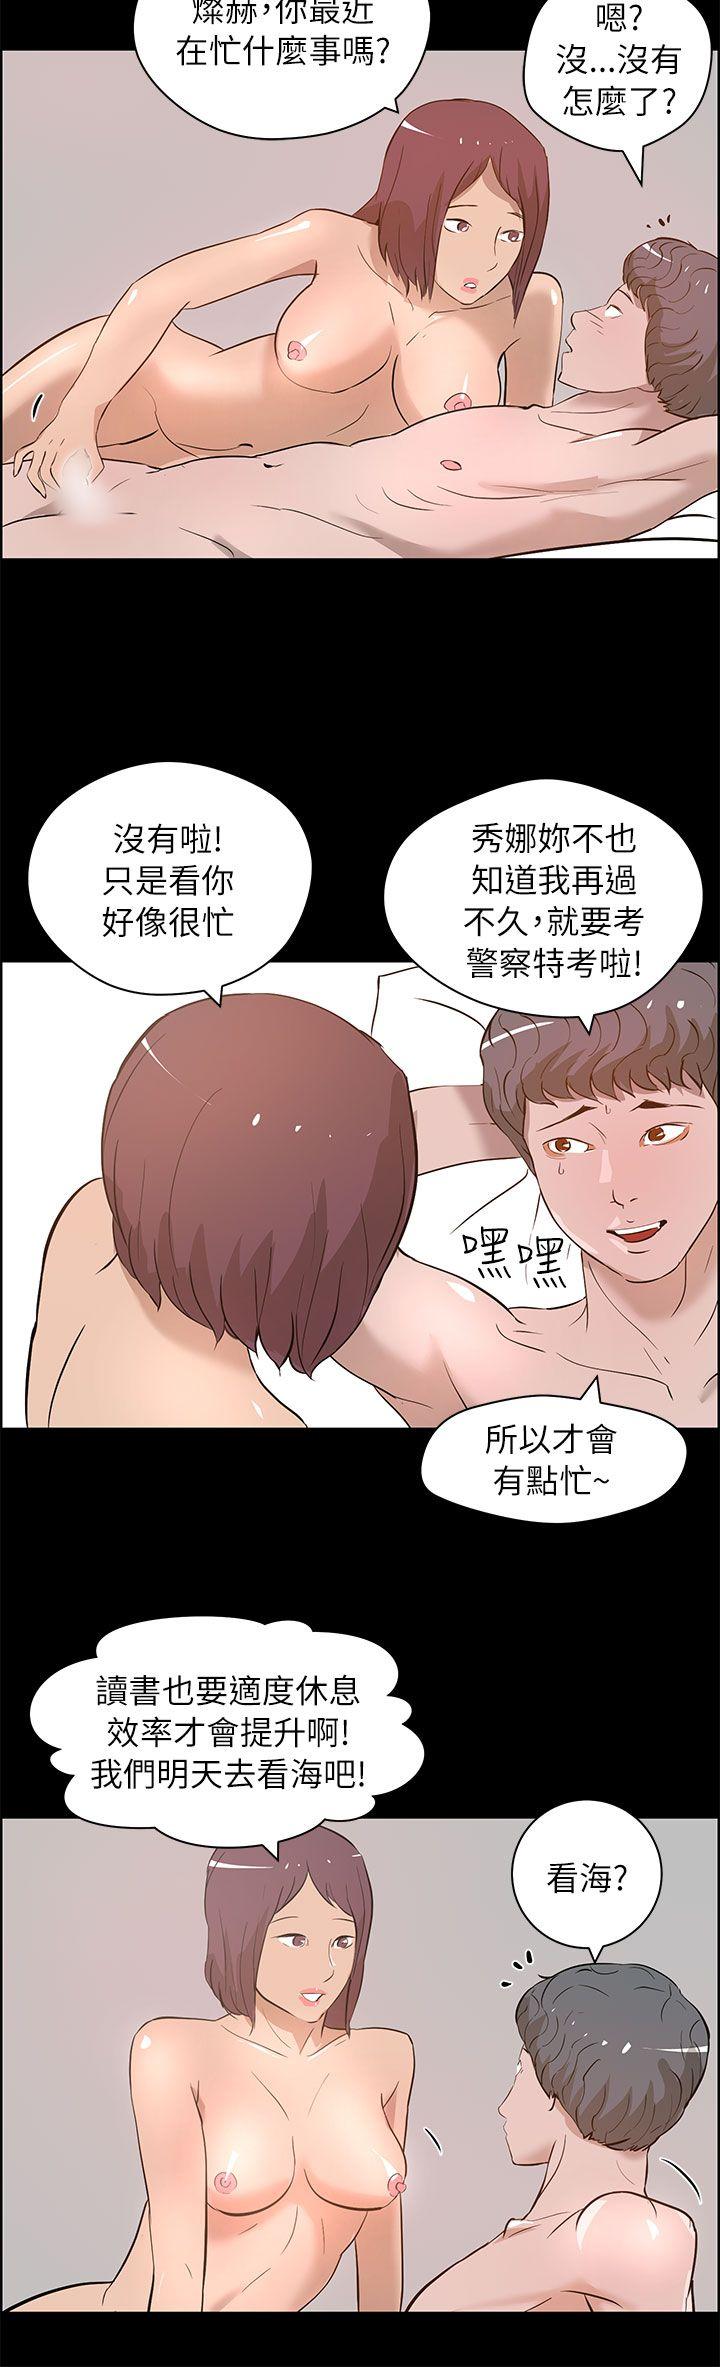 燦赫,你最近
在忙什麼事嗎?
嗯?
沒...沒有
怎麼了?
沒有啦!
只是看你
好像很忙
秀娜妳不也
知道我再過
不久,就要考
警察特考啦!
嘿嘿
所以才會
有點忙~
讀書也要適度休息
效率才會提升啊!
我們明天去看海吧!
看海?